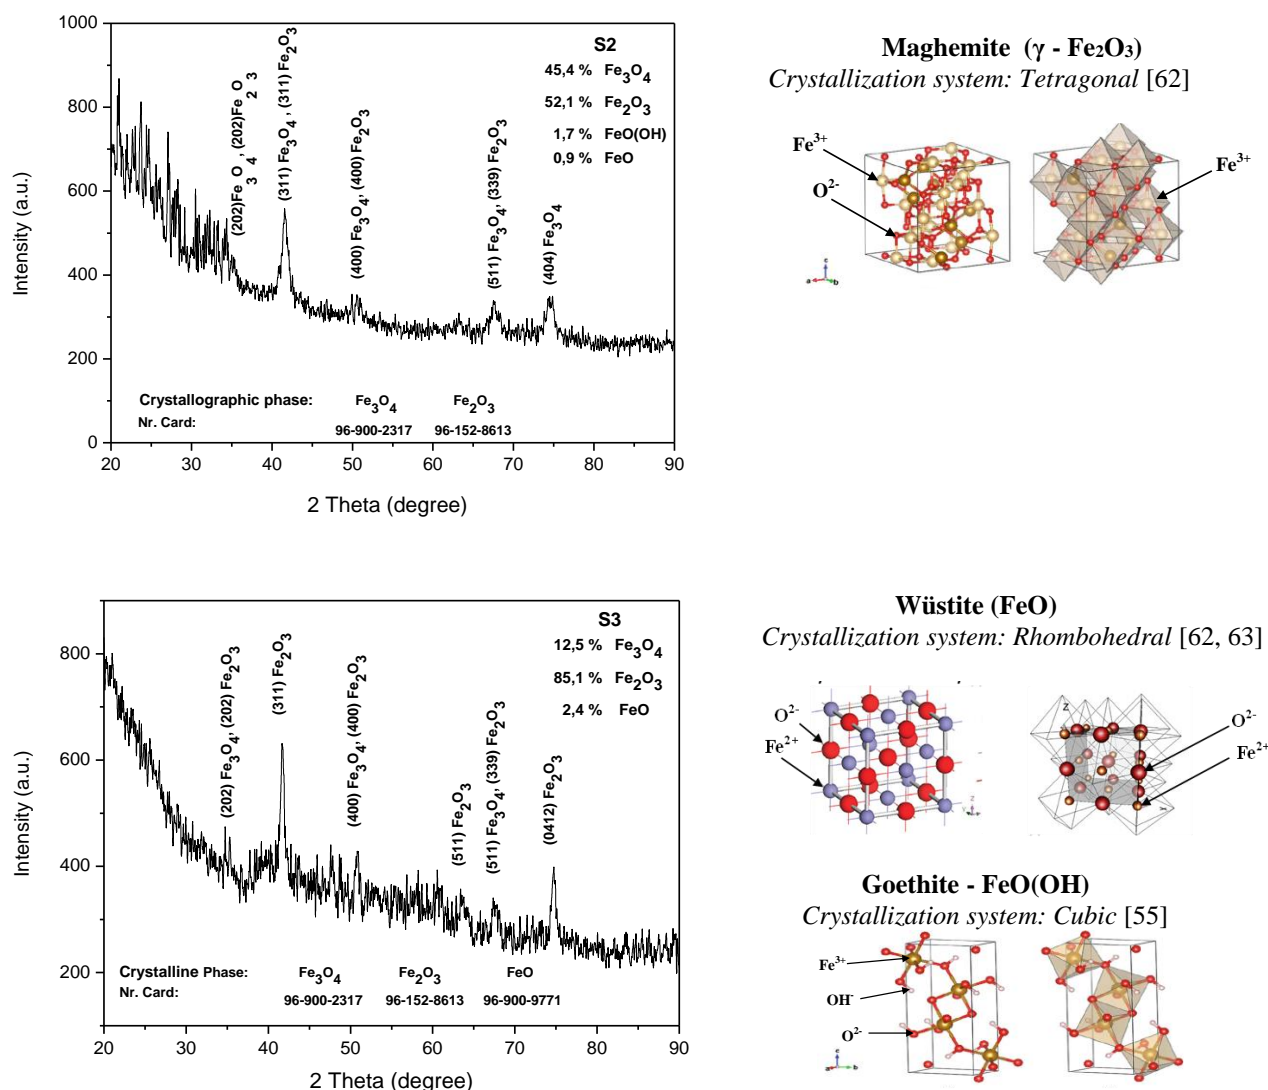 S2
45,4 % Fe3O4
52,1 % Fe2O3
1,7 % FeO(OH)
0,9 % FeO
(202)Fe3O4, (202)Fe2O3
(311) Fe3O4, (311) Fe2O3
(400) Fe3O4, (400) Fe2O3
(511) Fe3O4, (339) Fe2O3
(404) Fe3O4
Intensity (a.u.)
1000
800
600
400
200
0
Crystallographic phase: Fe3O4 Fe2O3
Nr. Card: 96-900-2317 96-152-8613
20 30 40 50 60 70 80 90
2 Theta (degree)
Maghemite (γ - Fe2O3)
Crystallization system: Tetragonal [62]
Fe3+
O2-
Fe3+
a c b
S3
12,5 % Fe3O4
85,1 % Fe2O3
2,4 % FeO
(202) Fe3O4, (202) Fe2O3
(311) Fe2O3
(400) Fe3O4, (400) Fe2O3
(511) Fe2O3
(511) Fe3O4, (339) Fe2O3
(0412) Fe2O3
Intensity (a.u.)
800
600
400
200
Crystalline Phase: Fe3O4 Fe2O3 FeO
Nr. Card: 96-900-2317 96-152-8613 96-900-9771
20 30 40 50 60 70 80 90
2 Theta (degree)
Wüstite (FeO)
Crystallization system: Rhombohedral [62, 63]
O2-
Fe2+
Z
O2-
Fe2+
Goethite - FeO(OH)
Crystallization system: Cubic [55]
Fe3+
OH-
O2-
a c b